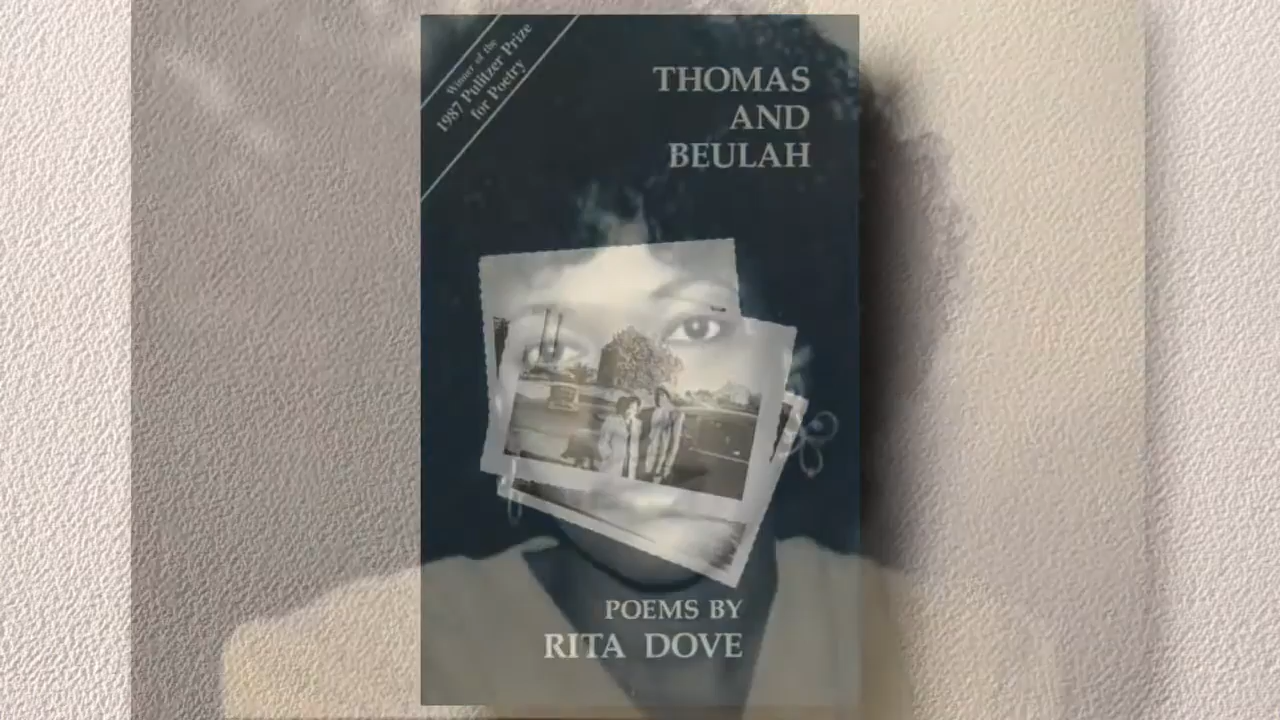 Winner of the
1987 Pulitzer Prize
for Poetry
THOMAS
AND
BEULAH
POEMS BY
RITA DOVE